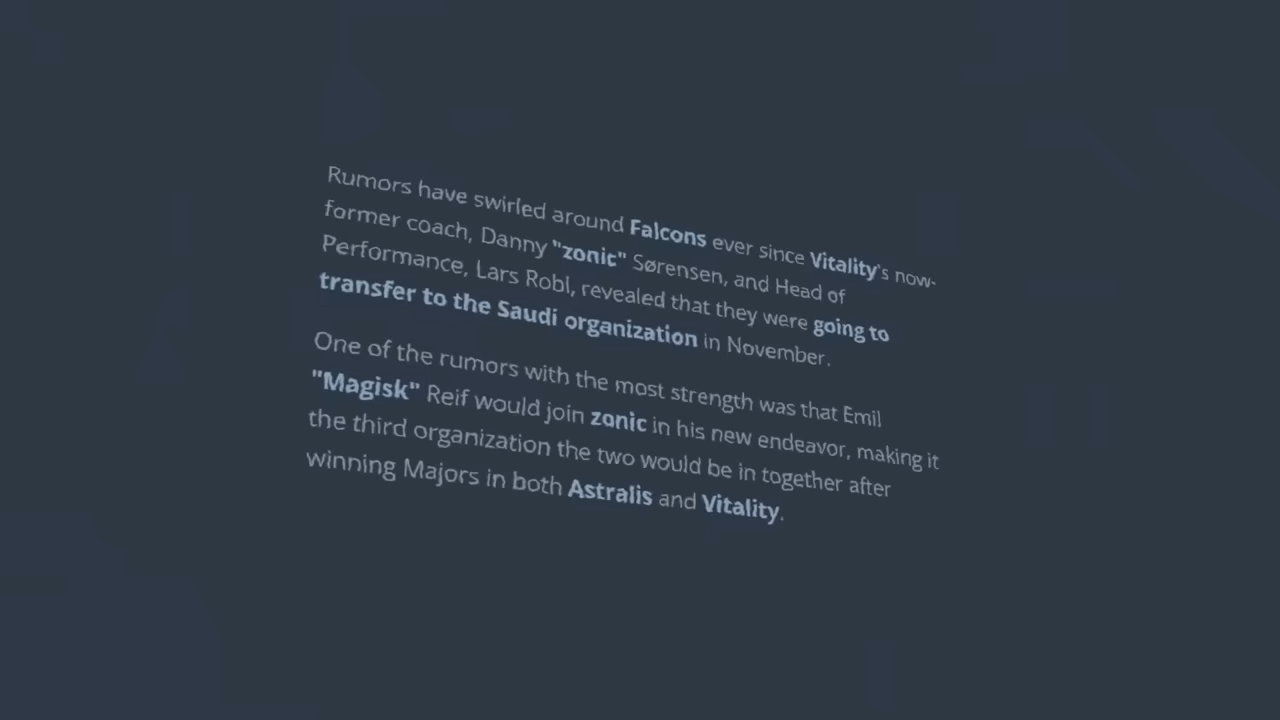 Rumors have swirled around Falcons ever since Vitality's now-
former coach, Danny "zonic" Sørensen, and Head of
Performance, Lars Robl, revealed that they were going to
transfer to the Saudi organization in November.
One of the rumors with the most strength was that Emil
"Magisk" Reif would join zonic in his new endeavor, making it
the third organization the two would be in together after
winning Majors in both Astralis and Vitality.